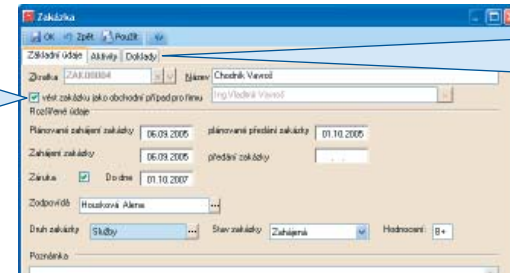 Zakázka
OK Zpět Použít
Základní údaje Aktivity Doklady
Zkratka ZAK00004 Název Chodník Vavroš
vést zakázku jako obchodní případ pro firmu Ing.Vladimír Vavroš
Rozšířené údaje
Plánované zahájení zakázky 06.09.2005 plánované předání zakázky 01.10.2005
Zahájení zakázky 06.09.2005 předání zakázky . .
Záruka Do dne 01.10.2007
Zodpovídá Housková Alena ...
Druh zakázky Služby ... Stav zakázky Zahájená Hodnocení B+
Poznámka